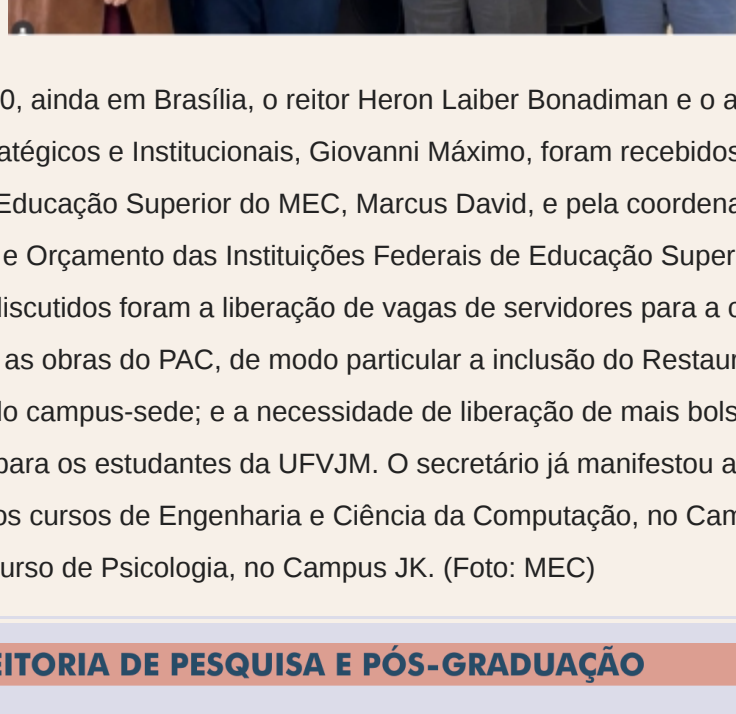 0, ainda em Brasília, o reitor Heron Laiber Bonadiman e o a
atégicos e Institucionais, Giovanni Máximo, foram recebidos
Educação Superior do MEC, Marcus David, e pela coordena
e Orçamento das Instituições Federais de Educação Super
discutidos foram a liberação de vagas de servidores para a
as obras do PAC, de modo particular a inclusão do Restaur
do campus-sede; e a necessidade de liberação de mais bols
para os estudantes da UFVJM. O secretário já manifestou a
os cursos de Engenharia e Ciência da Computação, no Cam
urso de Psicologia, no Campus JK. (Foto: MEC)
EITORIA DE PESQUISA E PÓS-GRADUAÇÃO